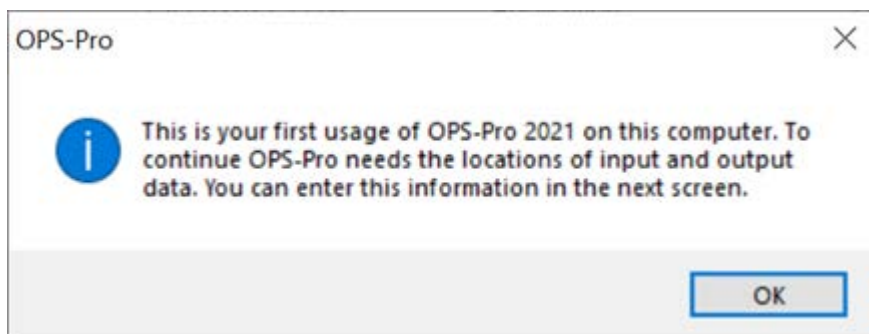 OPS-Pro
This is your first usage of OPS-Pro 2021 on this computer. To
continue OPS-Pro needs the locations of input and output
data. You can enter this information in the next screen.
OK